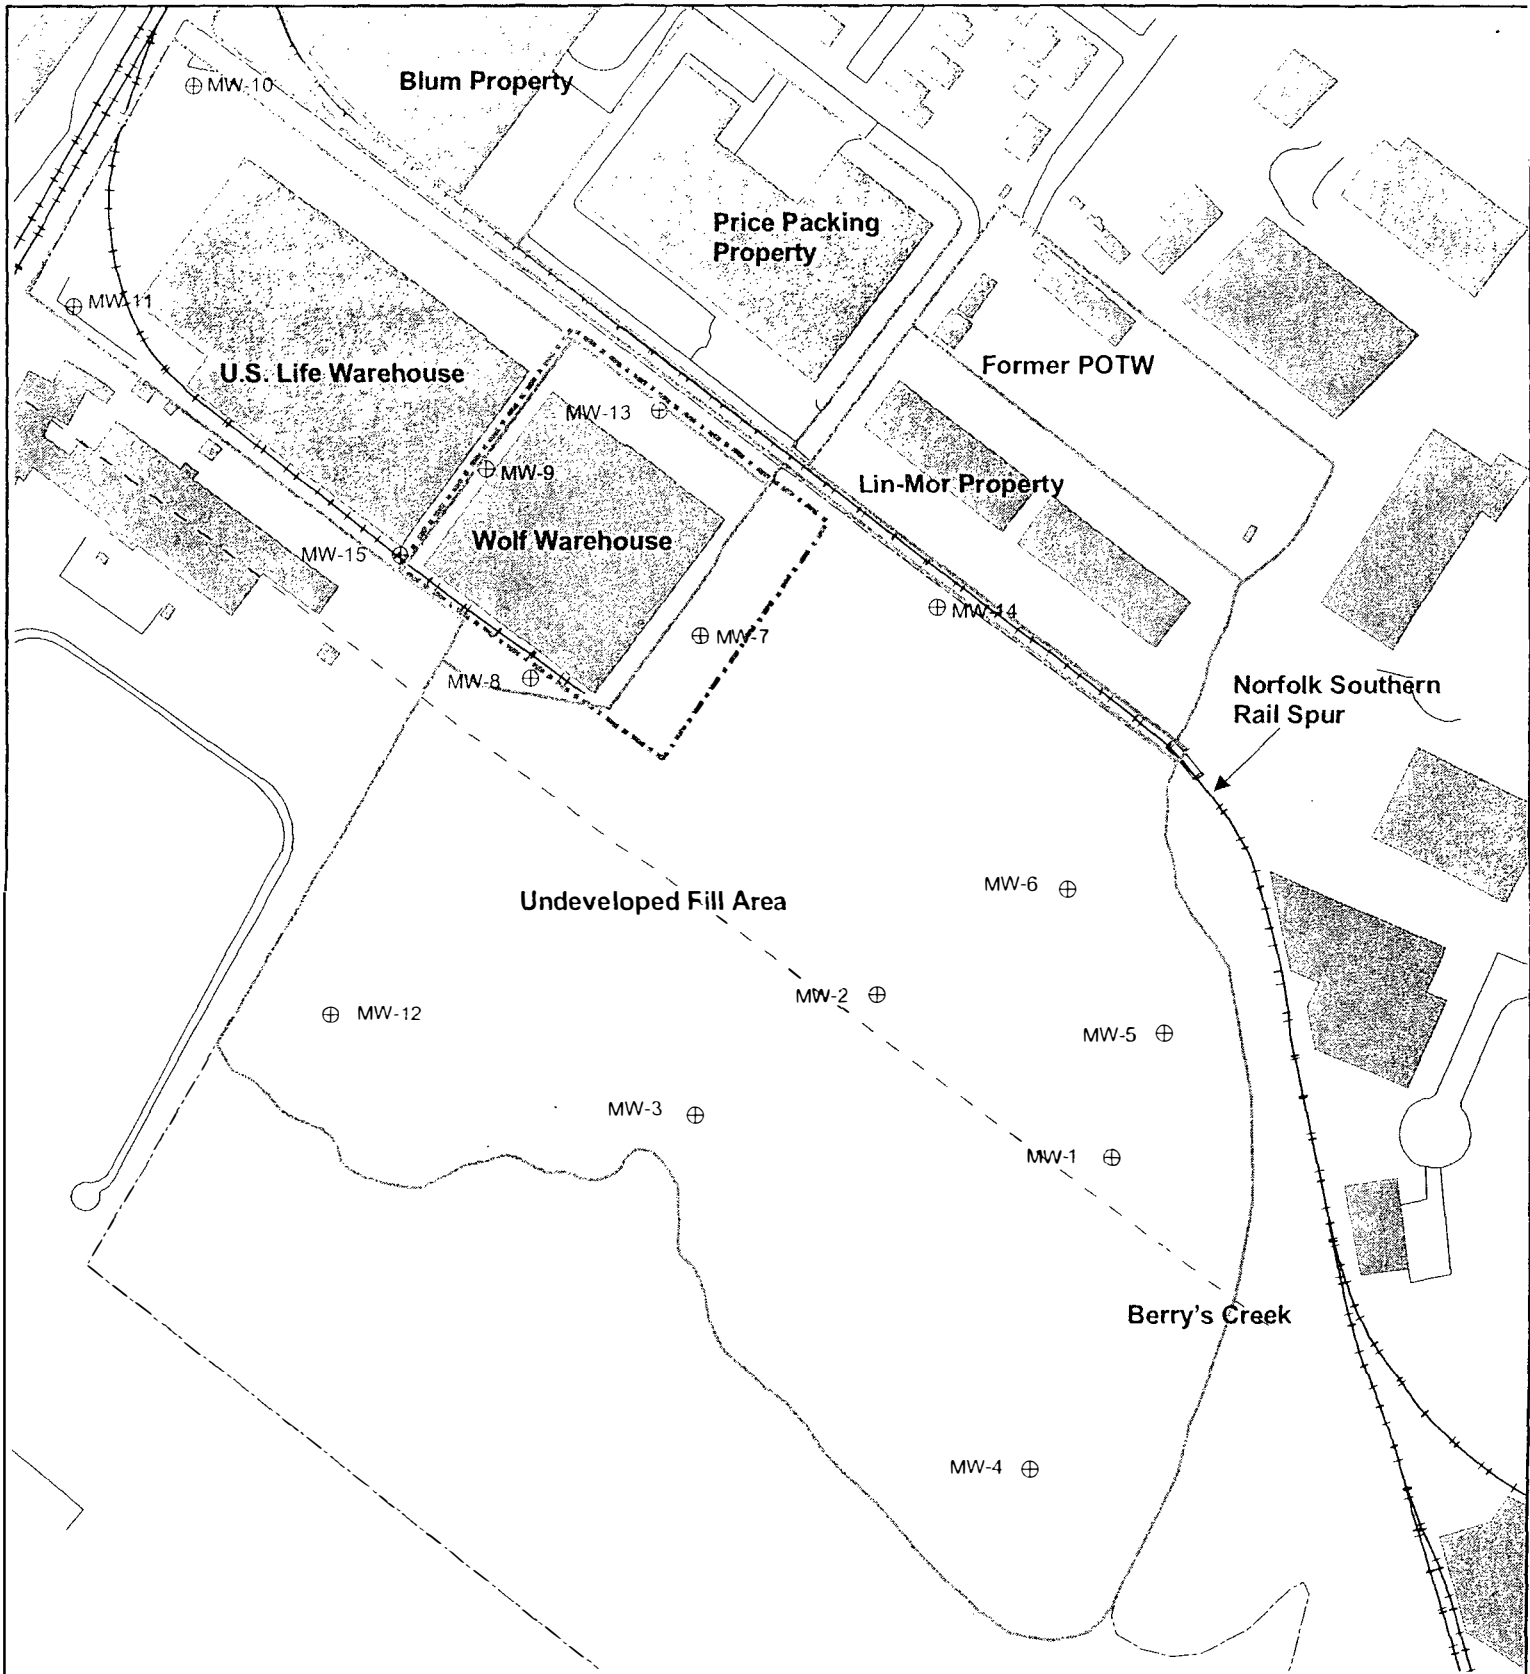 Blum Property
MW-10
Price Packing
Property
MW-11
U.S. Life Warehouse
Former POTW
MW-13
MW-9
Lin-Mor Property
Wolf Warehouse
MW-15
MW-14
MW-7
MW-8
Norfolk Southern
Rail Spur
MW-6
Undeveloped Fill Area
MW-2
MW-12
MW-5
MW-3
MW-1
Berry's Creek
MW-4